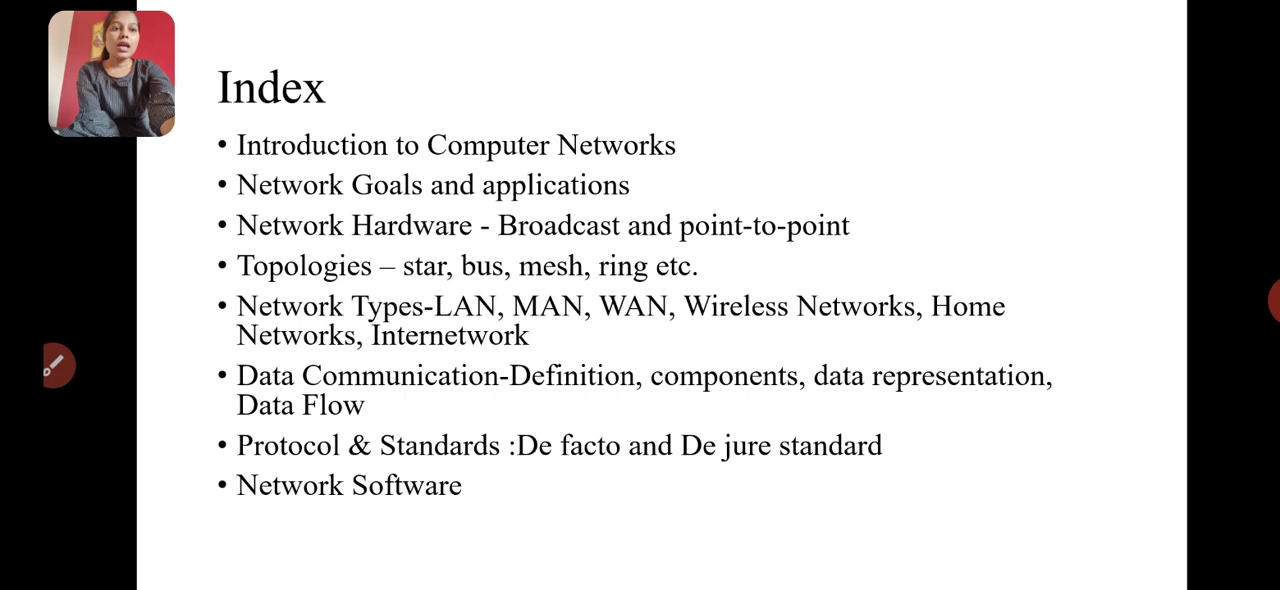 Index
• Introduction to Computer Networks
• Network Goals and applications
• Network Hardware - Broadcast and point-to-point
• Topologies – star, bus, mesh, ring etc.
• Network Types-LAN, MAN, WAN, Wireless Networks, Home
Networks, Internetwork
• Data Communication-Definition, components, data representation,
Data Flow
• Protocol & Standards :De facto and De jure standard
• Network Software